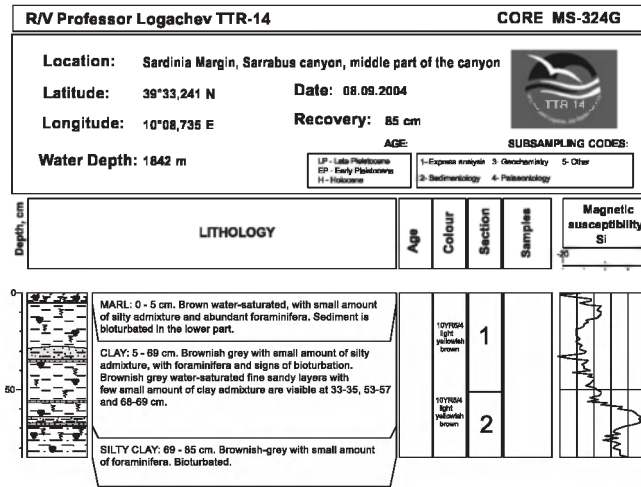 R/V Professor Logachev TTR-14 CORE MS-324G
Location: Sardinia Margin, Sarrabus canyon, middle part of the canyon
Latitude: 39°33,241 N Date: 08.09.2004
Longitude: 10°08,735 E Recovery: 85 cm
Water Depth: 1842 m
TTR 14
AGE: SUBSAMPLING CODES:
LP - Late Pleistocene
EP - Early Pleistocene
H - Holocene
1- Express analysis 3- Geochemistry 5- Other
2- Sedimentology 4- Palaeontology
Depth, cm LITHOLOGY Age Colour Section Samples Magnetic
susceptibility
Si
0
MARL: 0 - 5 cm. Brown water-saturated, with small amount
of silty admixture and abundant foraminifera. Sediment is
bioturbated in the lower part.
CLAY: 5 - 69 cm. Brownish grey with small amount of silty
admixture, with foraminifera and signs of bioturbation.
Brownish grey water-saturated fine sandy layers with
few small amount of clay admixture are visible at 33-35, 53-57
and 68-69 cm.
50
SILTY CLAY: 69 - 85 cm. Brownish-grey with small amount
of foraminifera. Bioturbated.
10YR6/4
light
yellowish
brown
1
10YR6/4
light
yellowish
brown
2